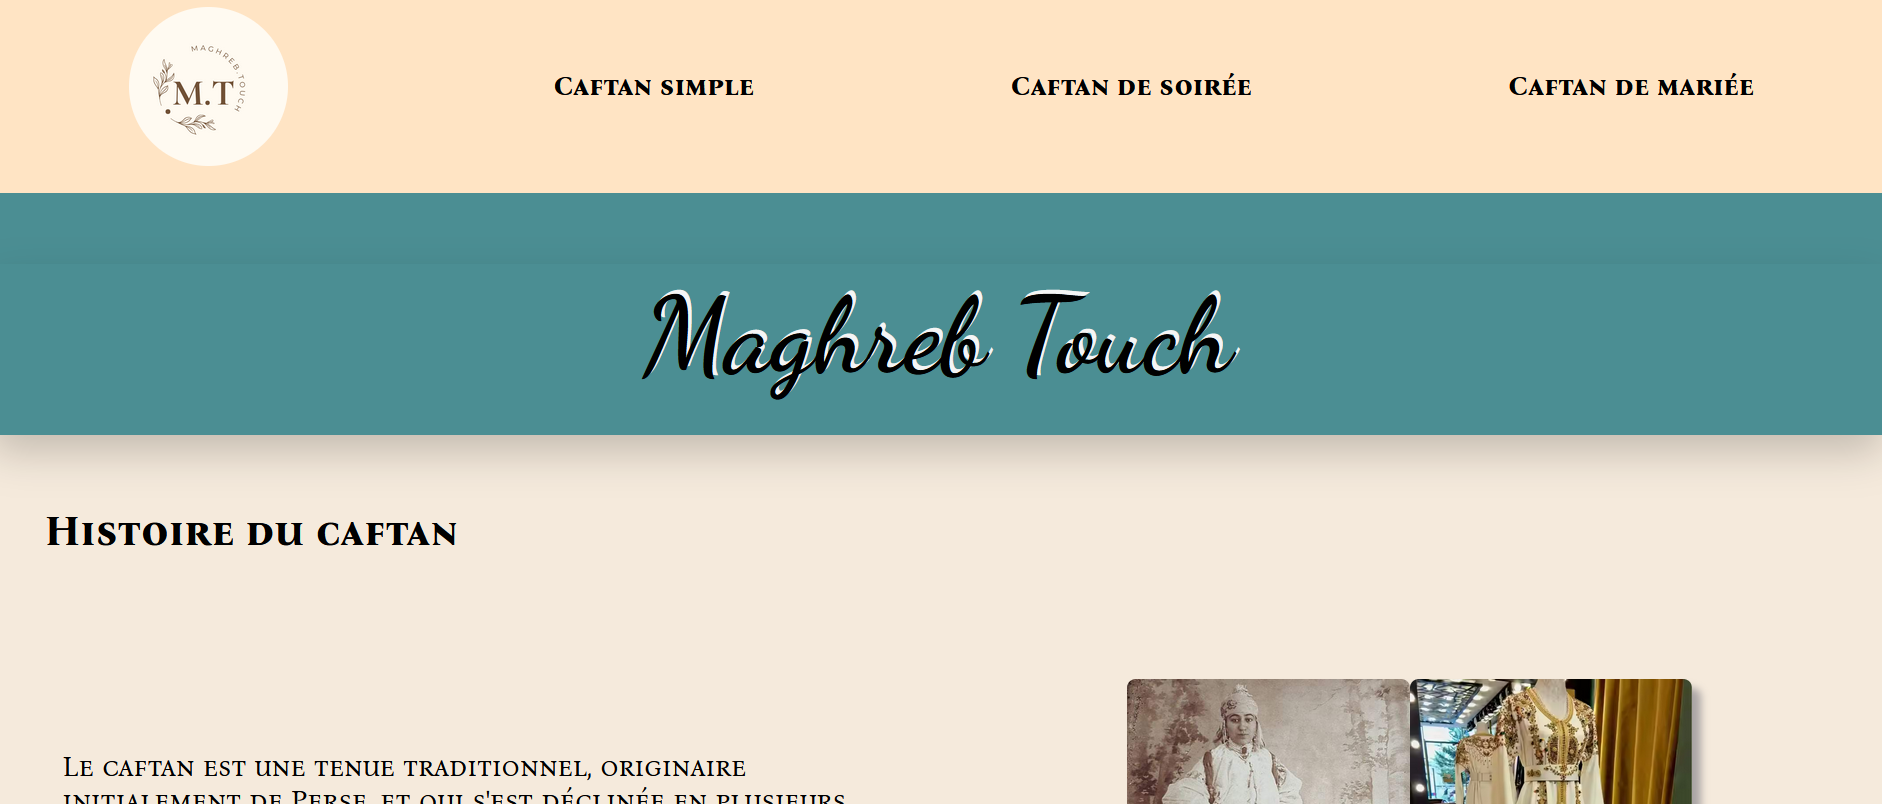 MAGHREB.TOUCH
M.T
Caftan simple
Caftan de soirée
Caftan de mariée
Maghreb Touch
Histoire du caftan
Le caftan est une tenue traditionnel, originaire
initialement de Perse, et qui s'est déclinée en plusieurs